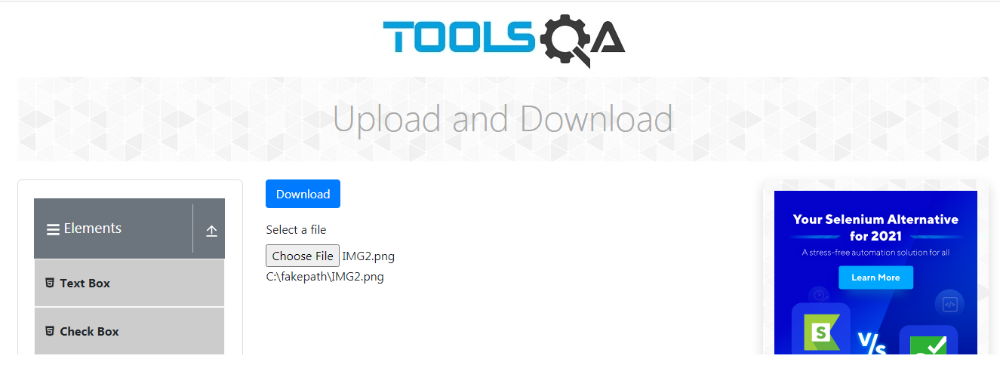 TOOLSQA
Upload and Download
Elements
Text Box
Check Box
Download
Select a file
Choose File IMG2.png
C:\fakepath\IMG2.png
Your Selenium Alternative
for 2021
A stress-free automation solution for all
Learn More
S
V/s